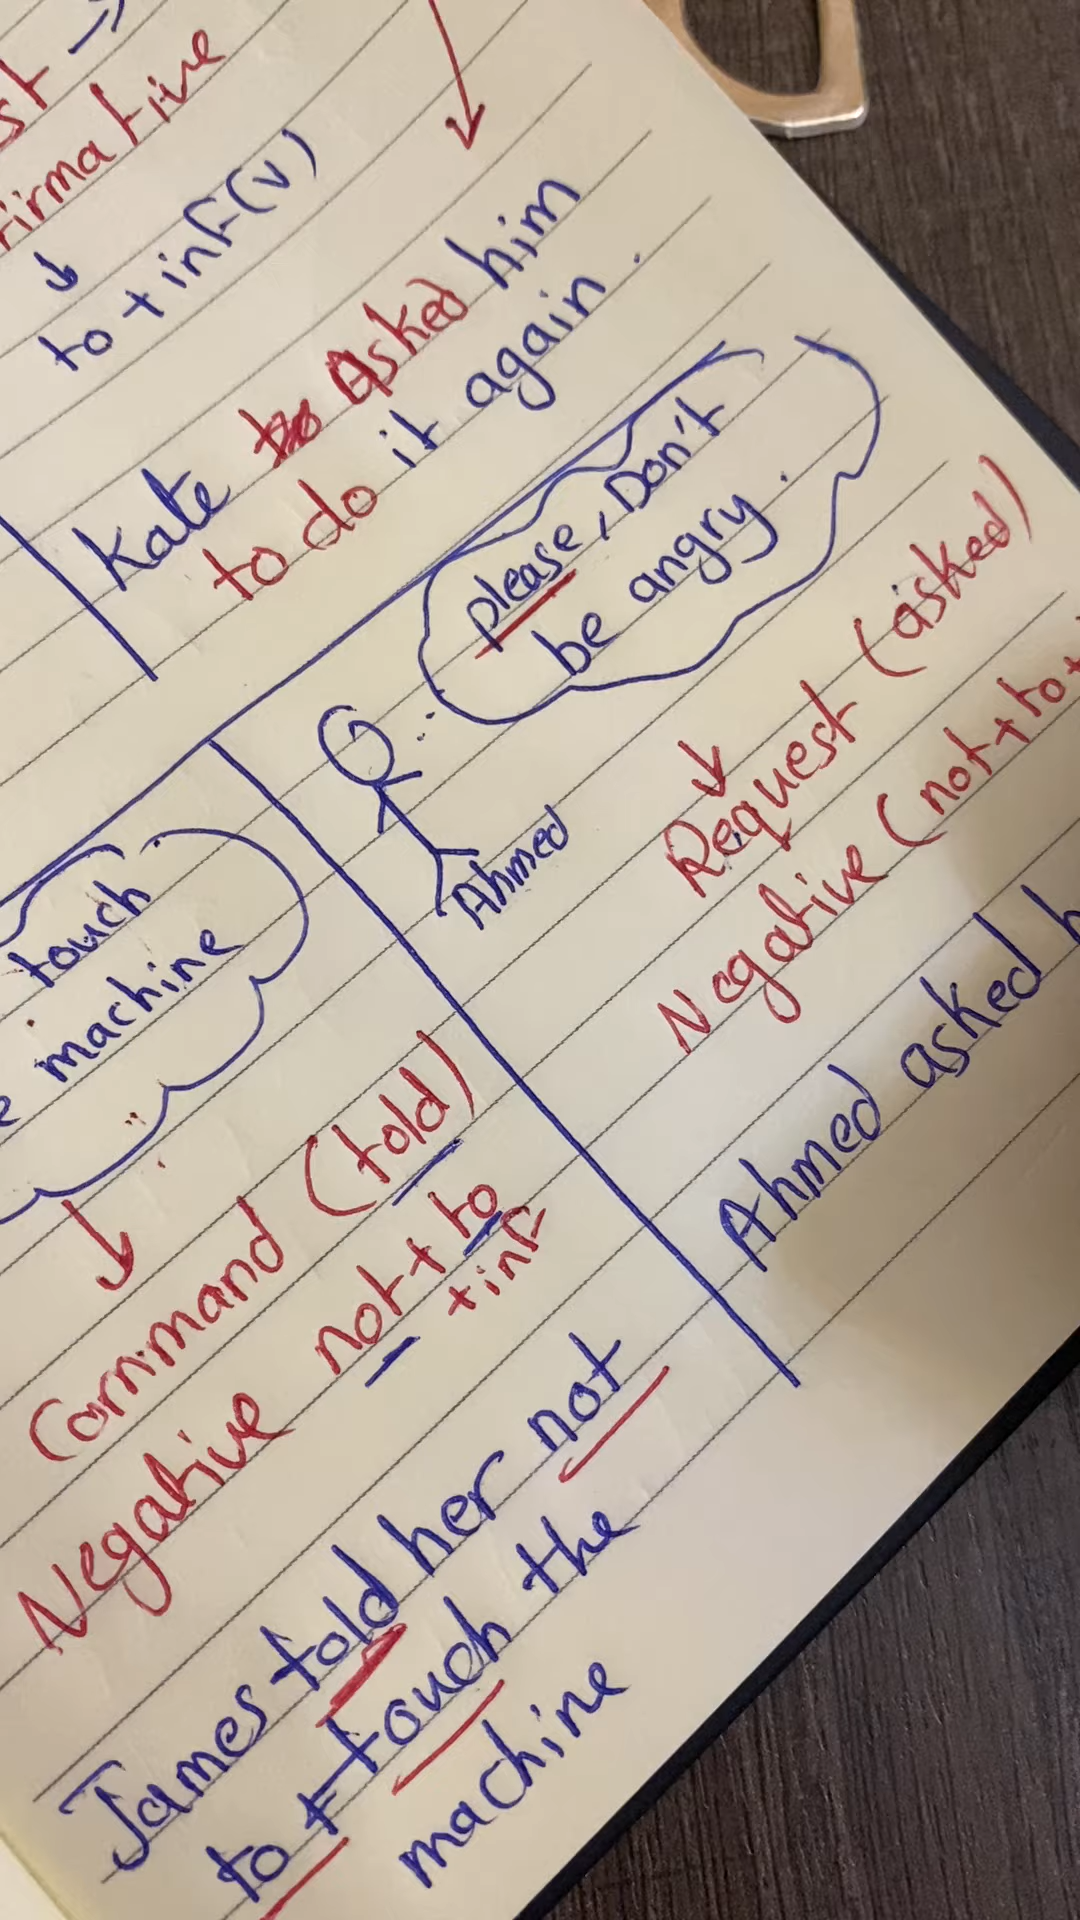 to + inf(v)
Kate Asked him
to do it again.
please, Don't
be angry.
Ahmed
Request (asked)
Negative (not + to +
Ahmed asked
touch
machine
Command (told)
Negative not + to
+ inf
James told her not
to touch the
machine